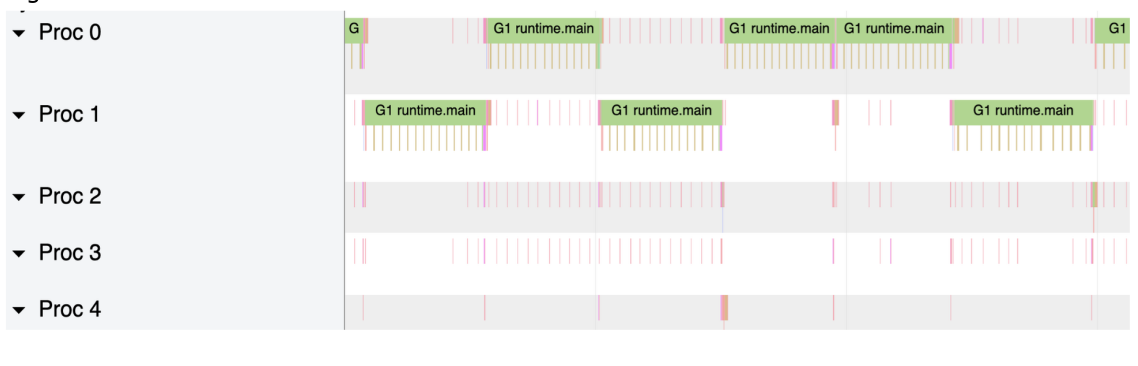 Proc 0
G
G1 runtime.main
G1 runtime.main
G1 runtime.main
G1
Proc 1
G1 runtime.main
G1 runtime.main
G1 runtime.main
Proc 2
Proc 3
Proc 4